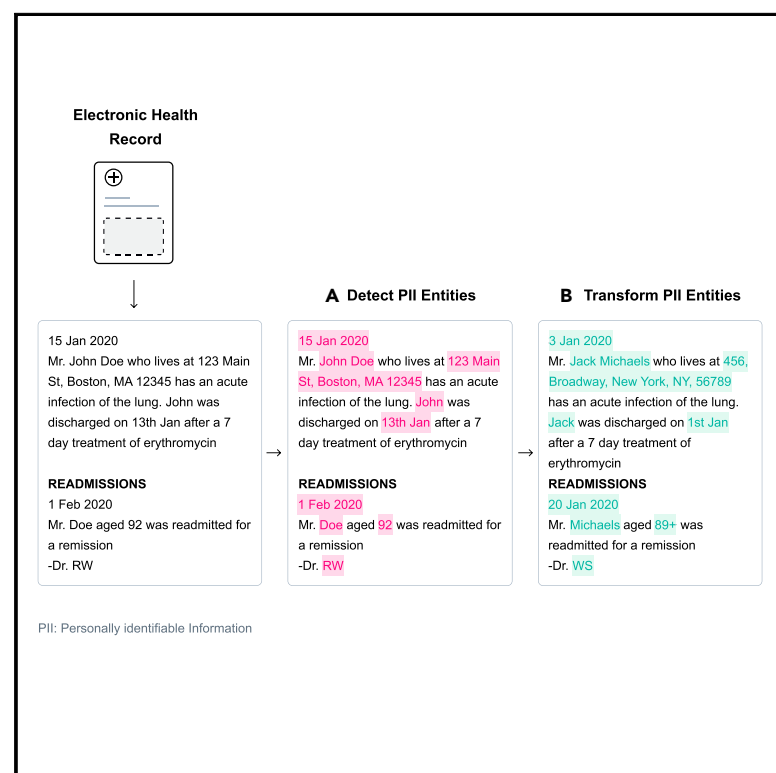 Electronic Health
Record
15 Jan 2020
Mr. John Doe who lives at 123 Main
St, Boston, MA 12345 has an acute
infection of the lung. John was
discharged on 13th Jan after a 7
day treatment of erythromycin
READMISSIONS
1 Feb 2020
Mr. Doe aged 92 was readmitted for
a remission
-Dr. RW
A Detect PII Entities
15 Jan 2020
Mr. John Doe who lives at 123 Main
St, Boston, MA 12345 has an acute
infection of the lung. John was
discharged on 13th Jan after a 7
day treatment of erythromycin
READMISSIONS
1 Feb 2020
Mr. Doe aged 92 was readmitted for
a remission
-Dr. RW
B Transform PII Entities
3 Jan 2020
Mr. Jack Michaels who lives at 456,
Broadway, New York, NY, 56789
has an acute infection of the lung.
Jack was discharged on 1st Jan
after a 7 day treatment of
erythromycin
READMISSIONS
20 Jan 2020
Mr. Michaels aged 89+ was
readmitted for a remission
-Dr. WS
PII: Personally identifiable Information